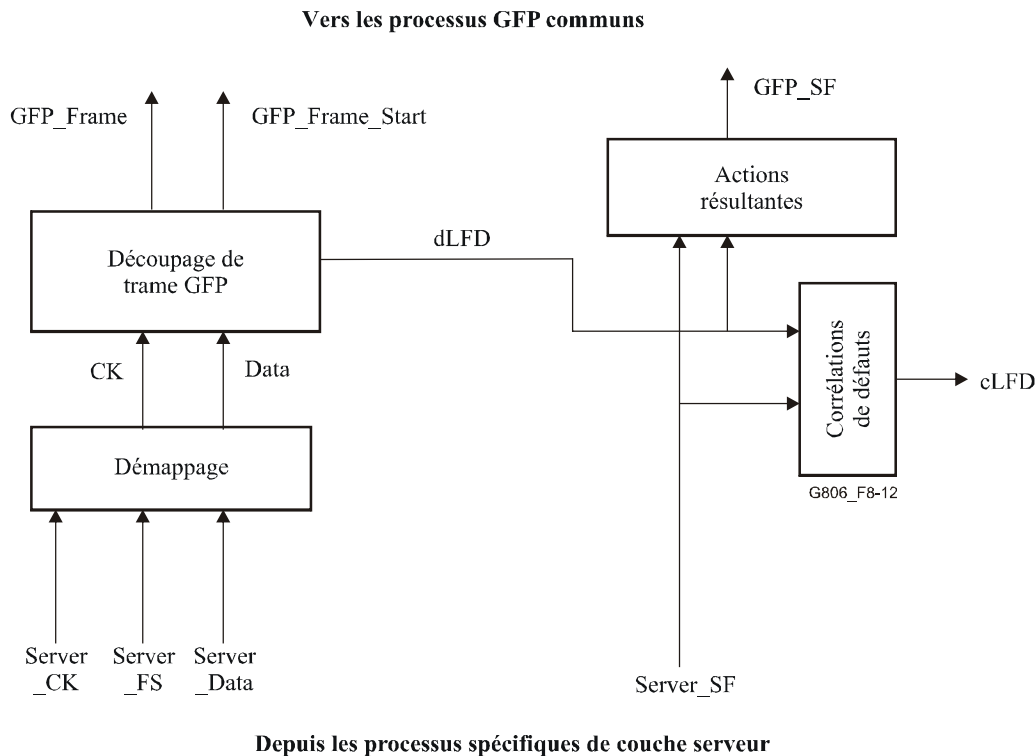 Vers les processus GFP communs
GFP_Frame
GFP_Frame_Start
GFP_SF
Actions
résultantes
Découpage de
trame GFP
dLFD
CK
Data
Corrélations
de défauts
cLFD
Démappage
G806_F8-12
Server
_CK
Server
_FS
Server
_Data
Server_SF
Depuis les processus spécifiques de couche serveur